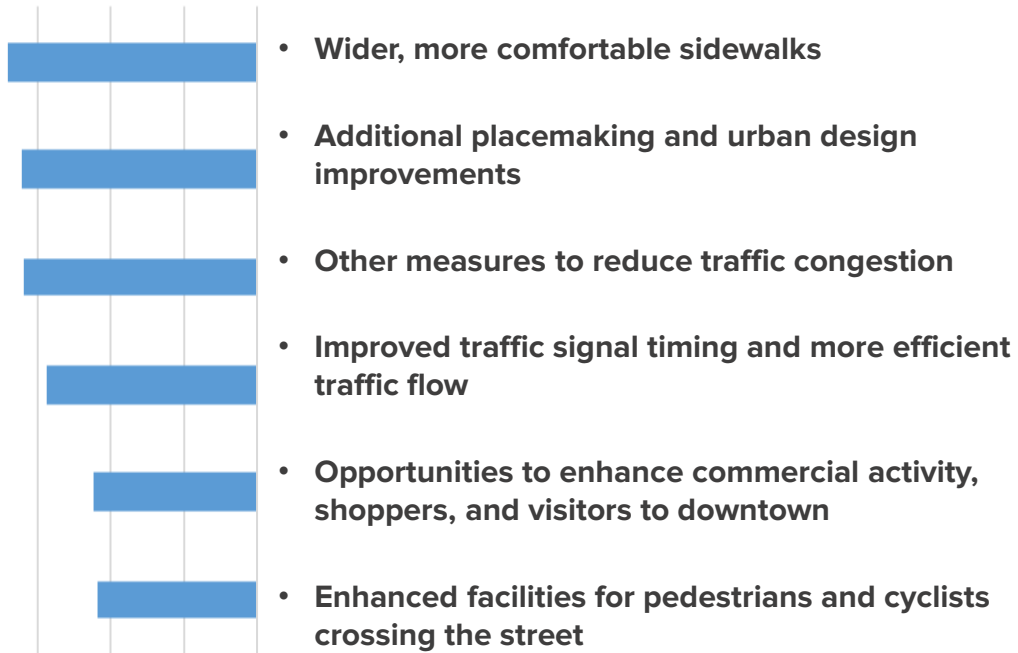 • Wider, more comfortable sidewalks
• Additional placemaking and urban design
improvements
• Other measures to reduce traffic congestion
• Improved traffic signal timing and more efficient
traffic flow
• Opportunities to enhance commercial activity,
shoppers, and visitors to downtown
• Enhanced facilities for pedestrians and cyclists
crossing the street